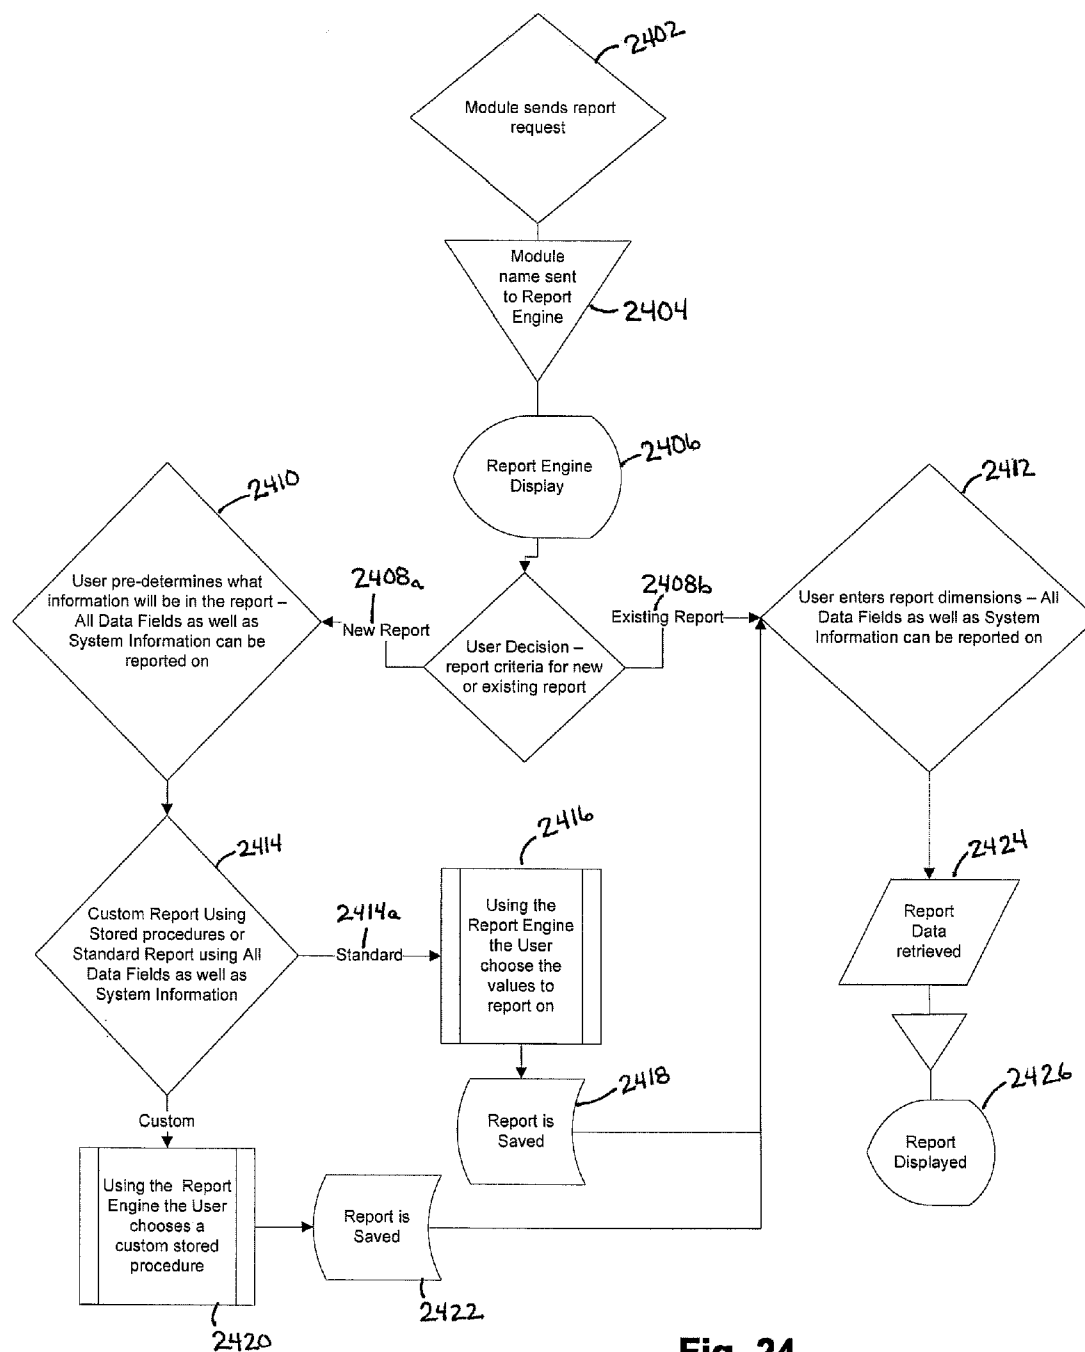 2402
Module sends report
request
Module
name sent
to Report
Engine
2404
Report Engine
Display
2406
2410
User pre-determines what
information will be in the report –
All Data Fields as well as
System Information can be
reported on
2408a
New Report
User Decision –
report criteria for new
or existing report
2408b
Existing Report
2412
User enters report dimensions – All
Data Fields as well as System
Information can be reported on
2414
Custom Report Using
Stored procedures or
Standard Report using All
Data Fields as well as
System Information
2414a
Standard
2416
Using the
Report Engine
the User
choose the
values to
report on
2424
Report
Data
retrieved
2418
Report is
Saved
2426
Report
Displayed
Custom
Using the Report
Engine the User
chooses a
custom stored
procedure
2420
Report is
Saved
2422
Fig. 24